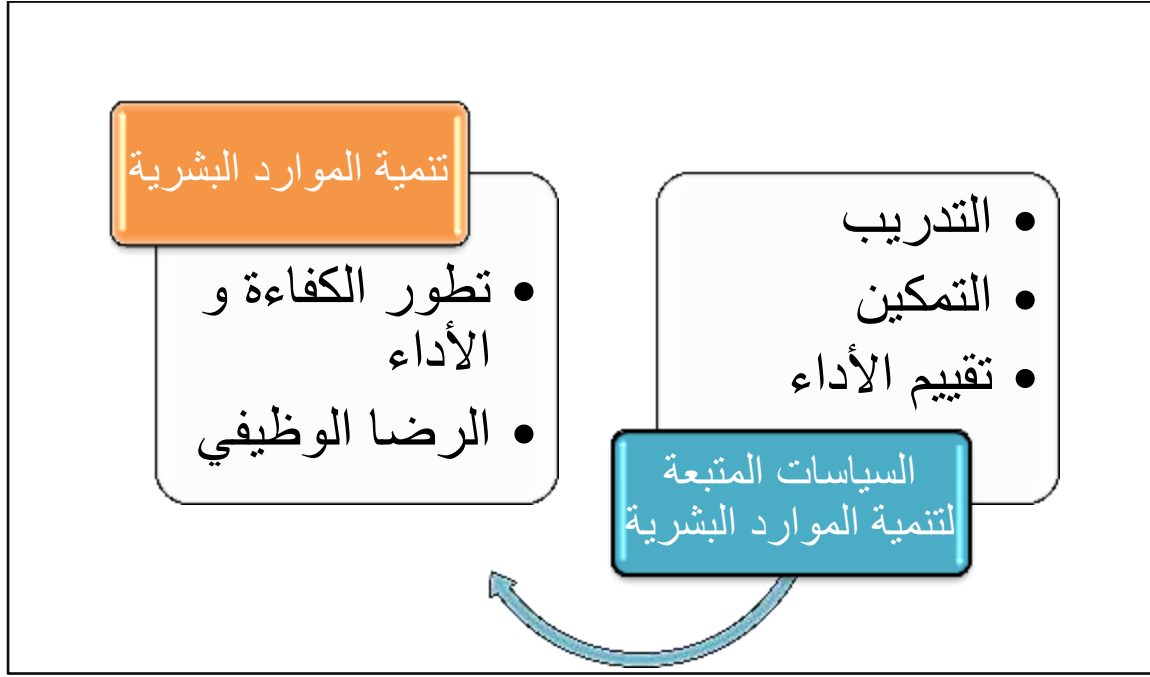 • التدريب
• التمكين
• تقييم الأداء
السياسات المتبعة
لتنمية الموارد البشرية
تنمية الموارد البشرية
• تطور الكفاءة و
الأداء
• الرضا الوظيفي